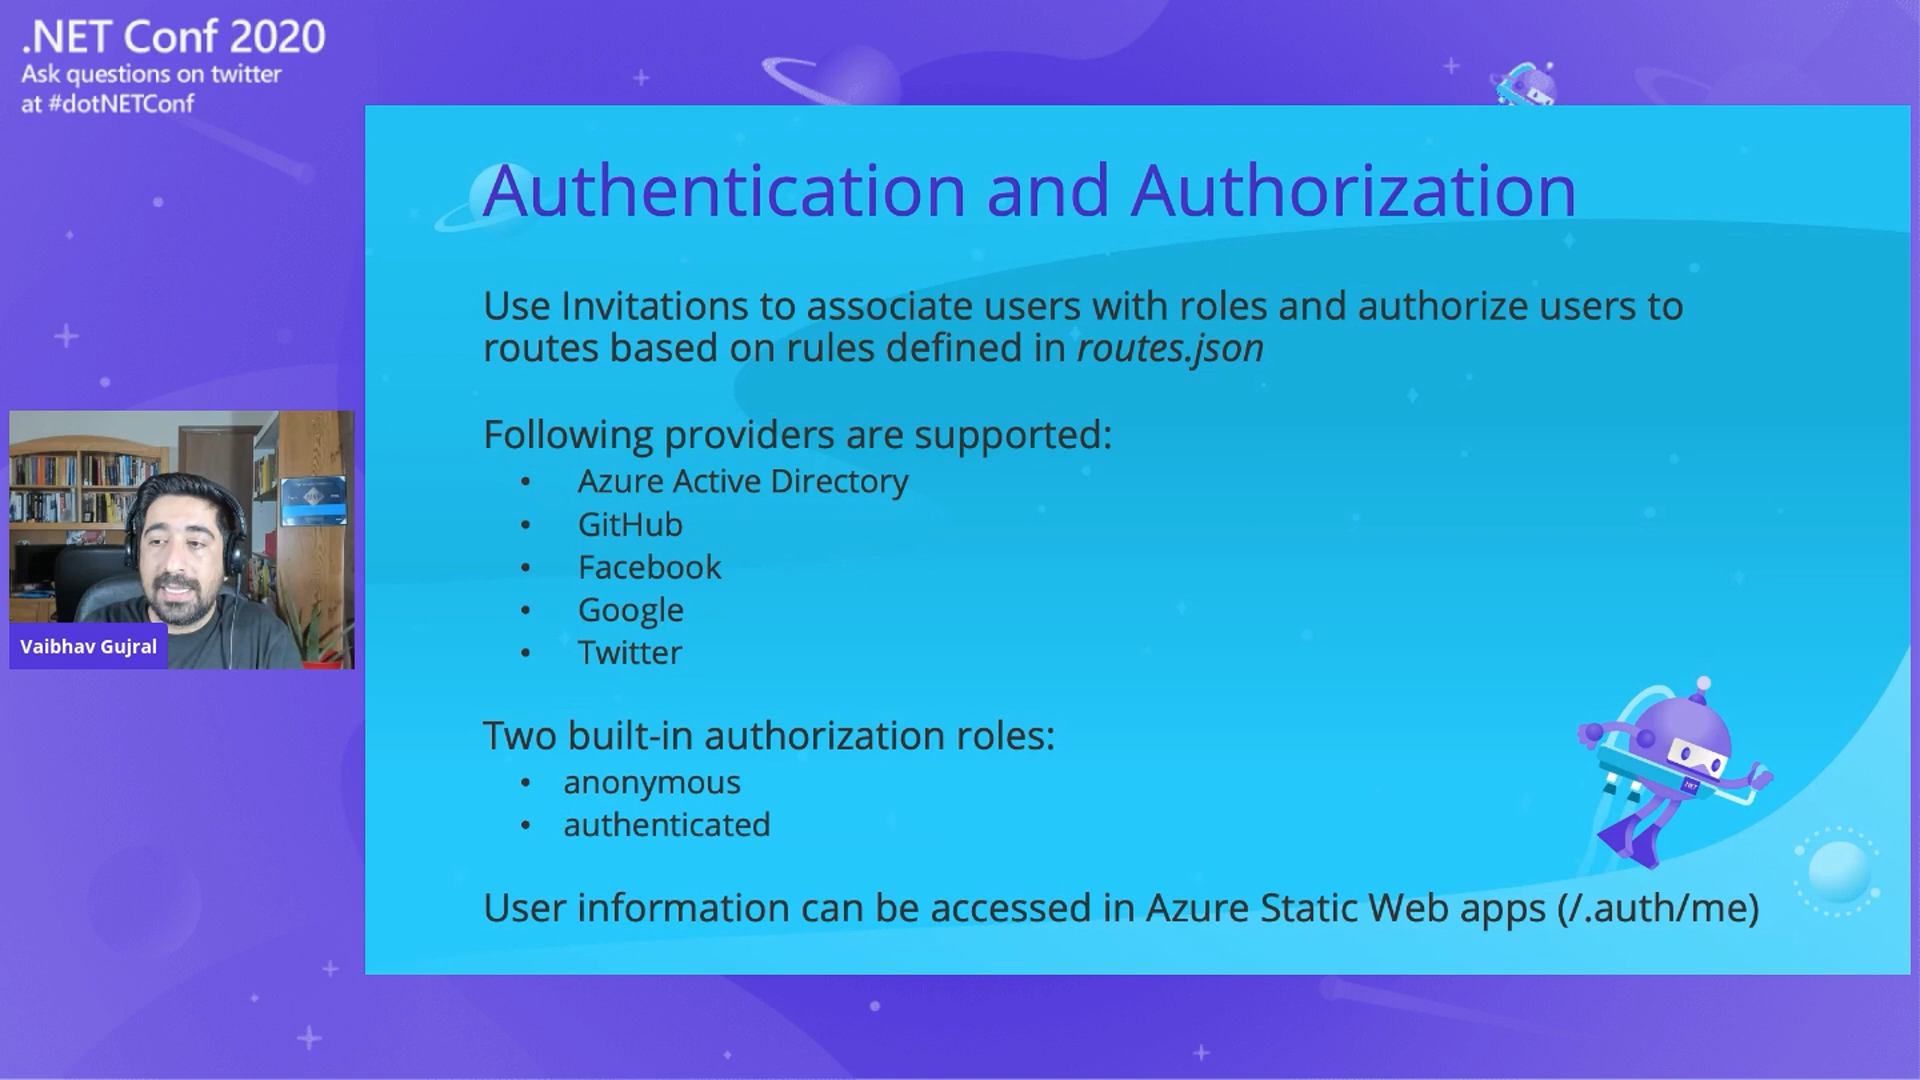 .NET Conf 2020
Ask questions on twitter
at #dotNETConf
Authentication and Authorization
Use Invitations to associate users with roles and authorize users to
routes based on rules defined in routes.json
Following providers are supported:
• Azure Active Directory
• GitHub
• Facebook
• Google
• Twitter
Two built-in authorization roles:
• anonymous
• authenticated
User information can be accessed in Azure Static Web apps (/.auth/me)
Vaibhav Gujral